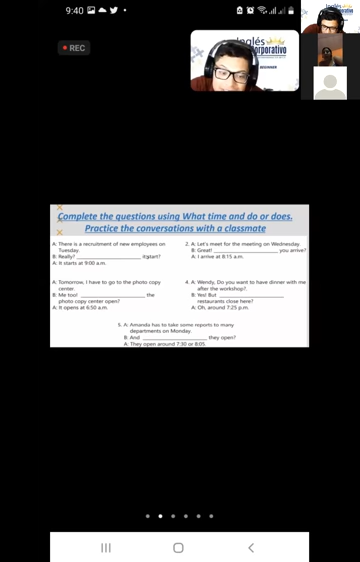 9:40
REC
Inglés
Corporativo
BEGINNER
Complete the questions using What time and do or does.
Practice the conversations with a classmate
A: There is a recruitment of new employees on
Tuesday.
B: Really? ______________________ it start?
A: It starts at 9:00 a.m.
2. A: Let's meet for the meeting on Wednesday.
B: Great! ______________________ you arrive?
A: I arrive at 8:15 a.m.
A: Tomorrow, I have to go to the photo copy
center.
B: Me too! ______________________ the
photo copy center open?
A: It opens at 6:50 a.m.
4. A: Wendy, Do you want to have dinner with me
after the workshop?
B: Yes! But ______________________
restaurants close here?
A: Oh, around 7:25 p.m.
5. A: Amanda has to take some reports to many
departments on Monday.
B: And ______________________ they open?
A: They open around 7:30 or 8:05.